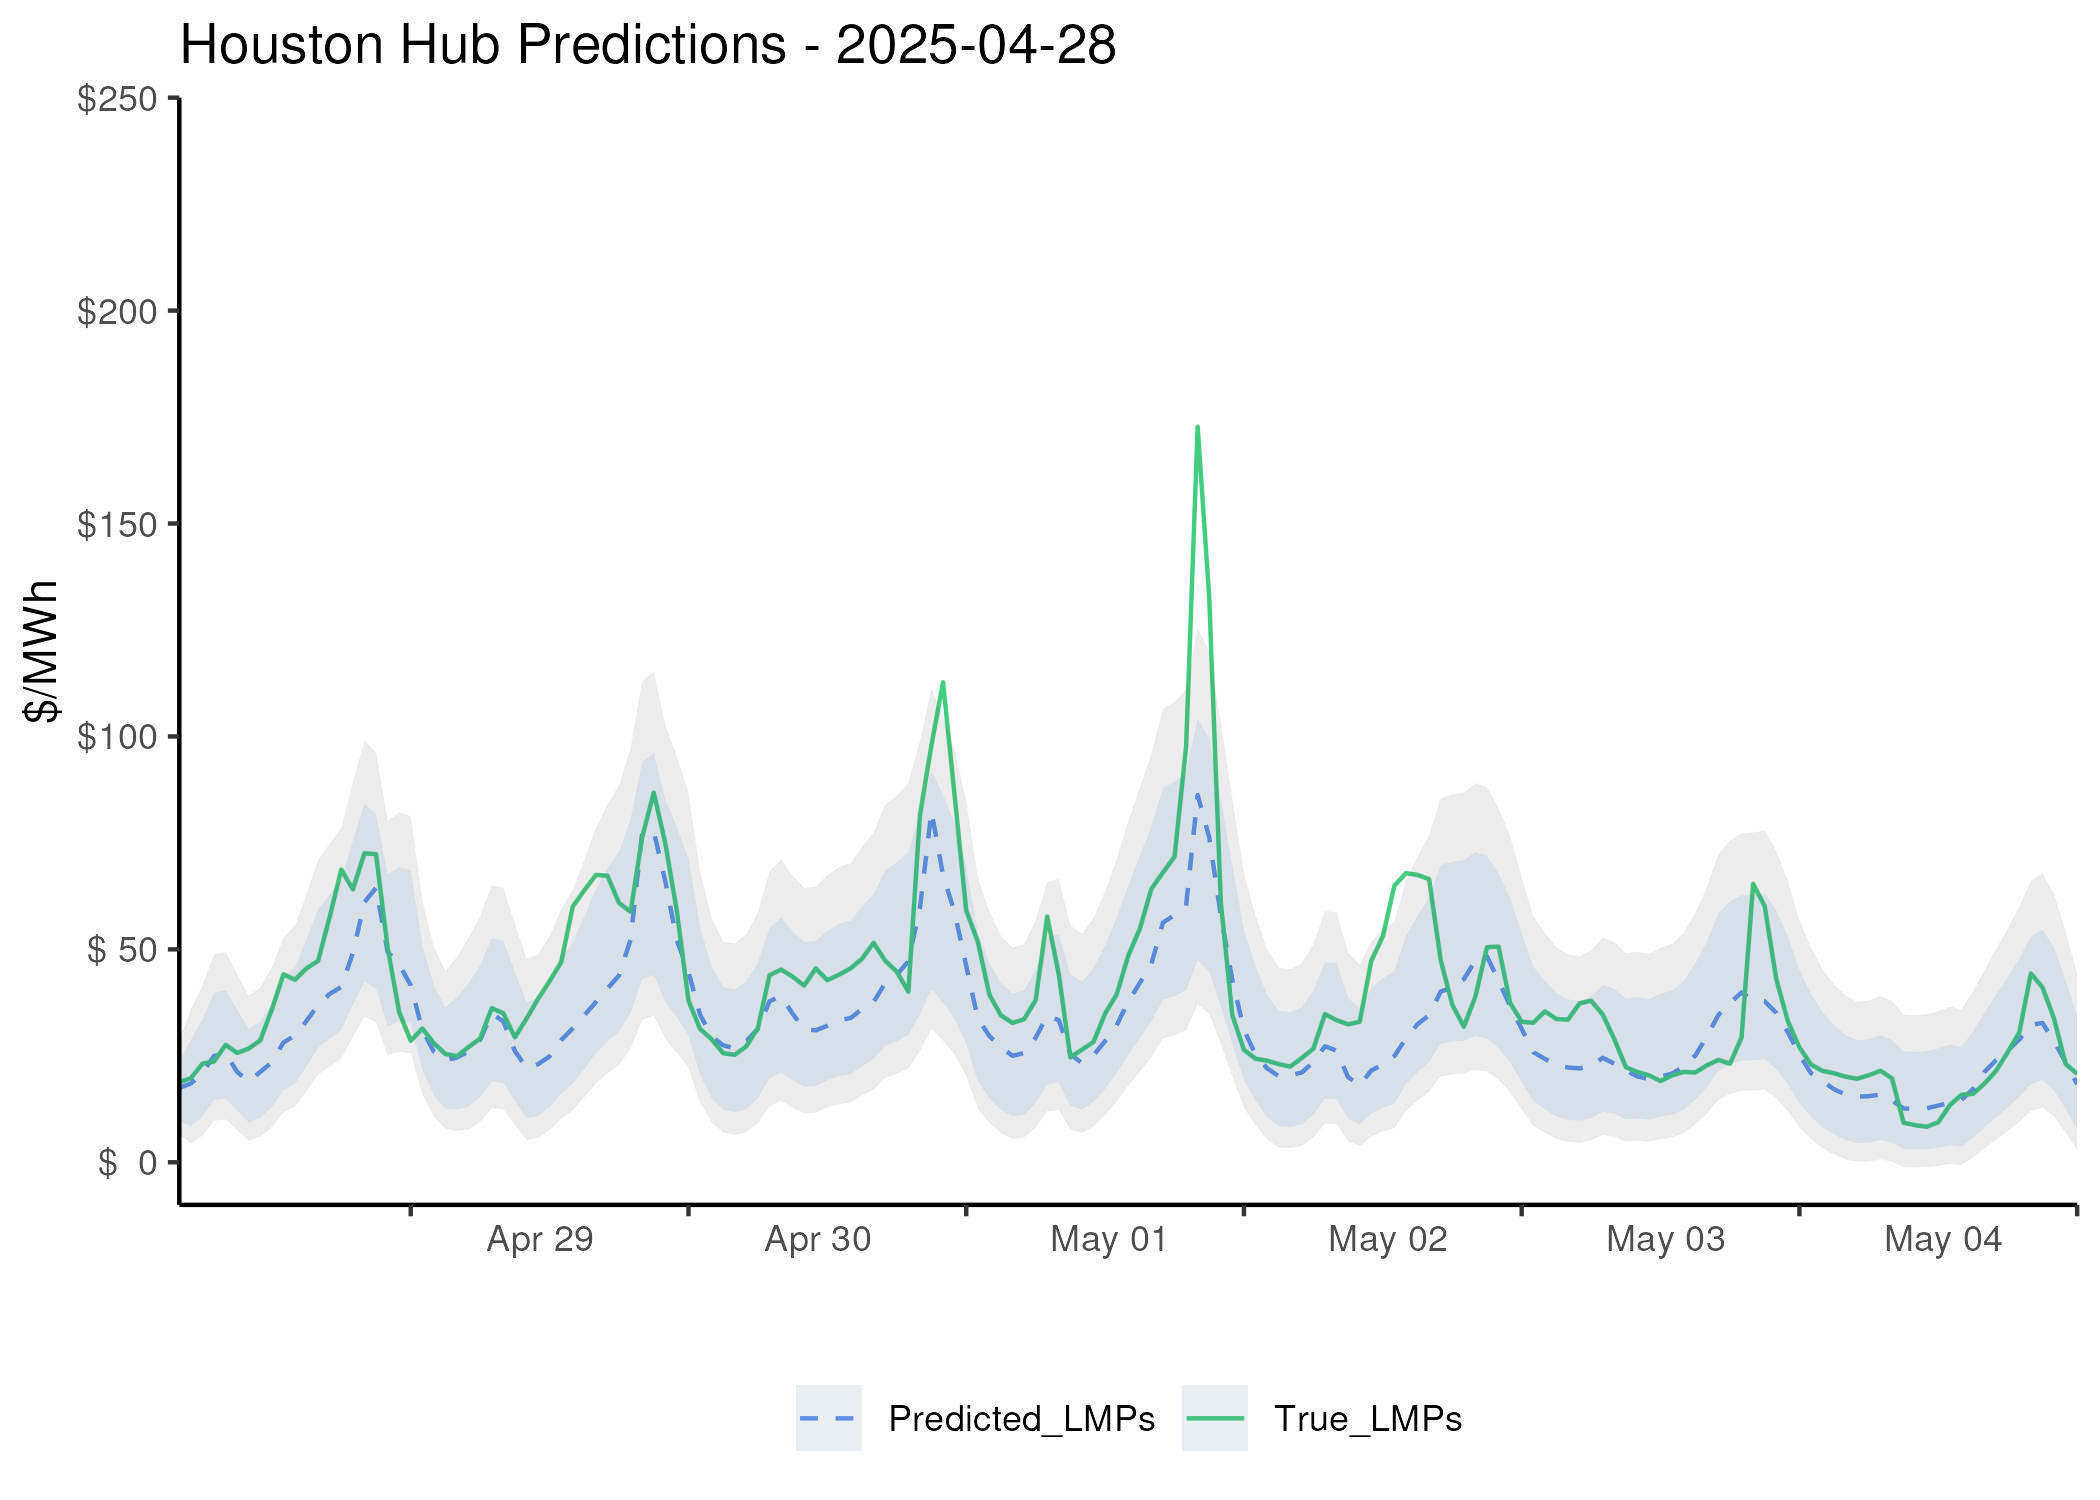 Houston Hub Predictions - 2025-04-28
$250
$200
$150
$100
$ 50
$  0
$/MWh
Apr 29 Apr 30 May 01 May 02 May 03 May 04
Predicted_LMPs True_LMPs